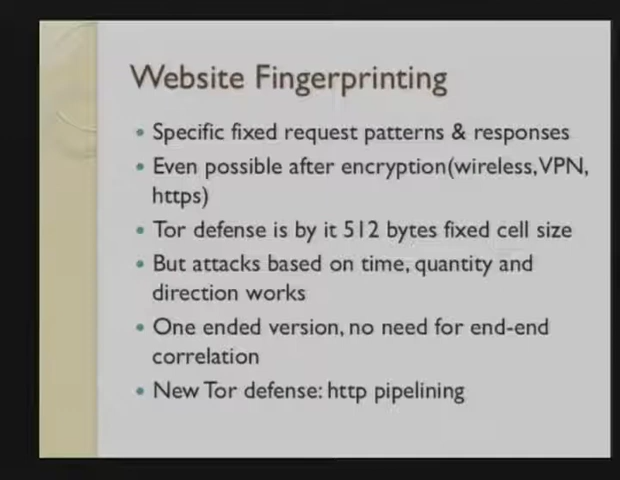 Website Fingerprinting
• Specific fixed request patterns & responses
• Even possible after encryption(wireless, VPN,
https)
• Tor defense is by it 512 bytes fixed cell size
• But attacks based on time, quantity and
direction works
• One ended version, no need for end-end
correlation
• New Tor defense: http pipelining